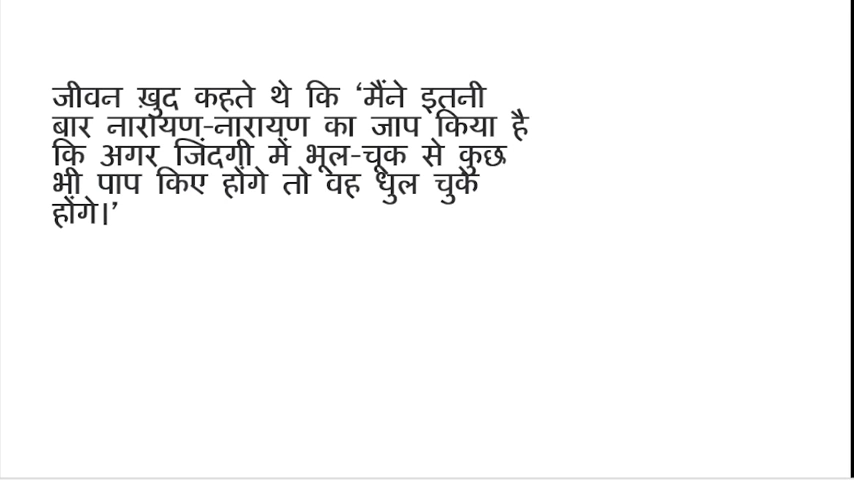 जीवन ख़ुद कहते थे कि ‘मैंने इतनी
बार नारायण-नारायण का जाप किया है
कि अगर ज़िंदगी में भूल-चूक से कुछ
भी पाप किए होंगे तो वह धुल चुके
होंगे।’